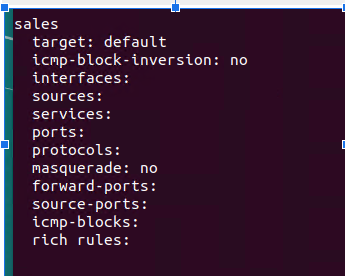 sales
target: default
icmp-block-inversion: no
interfaces:
sources:
services:
ports:
protocols:
masquerade: no
forward-ports:
source-ports:
icmp-blocks:
rich rules: